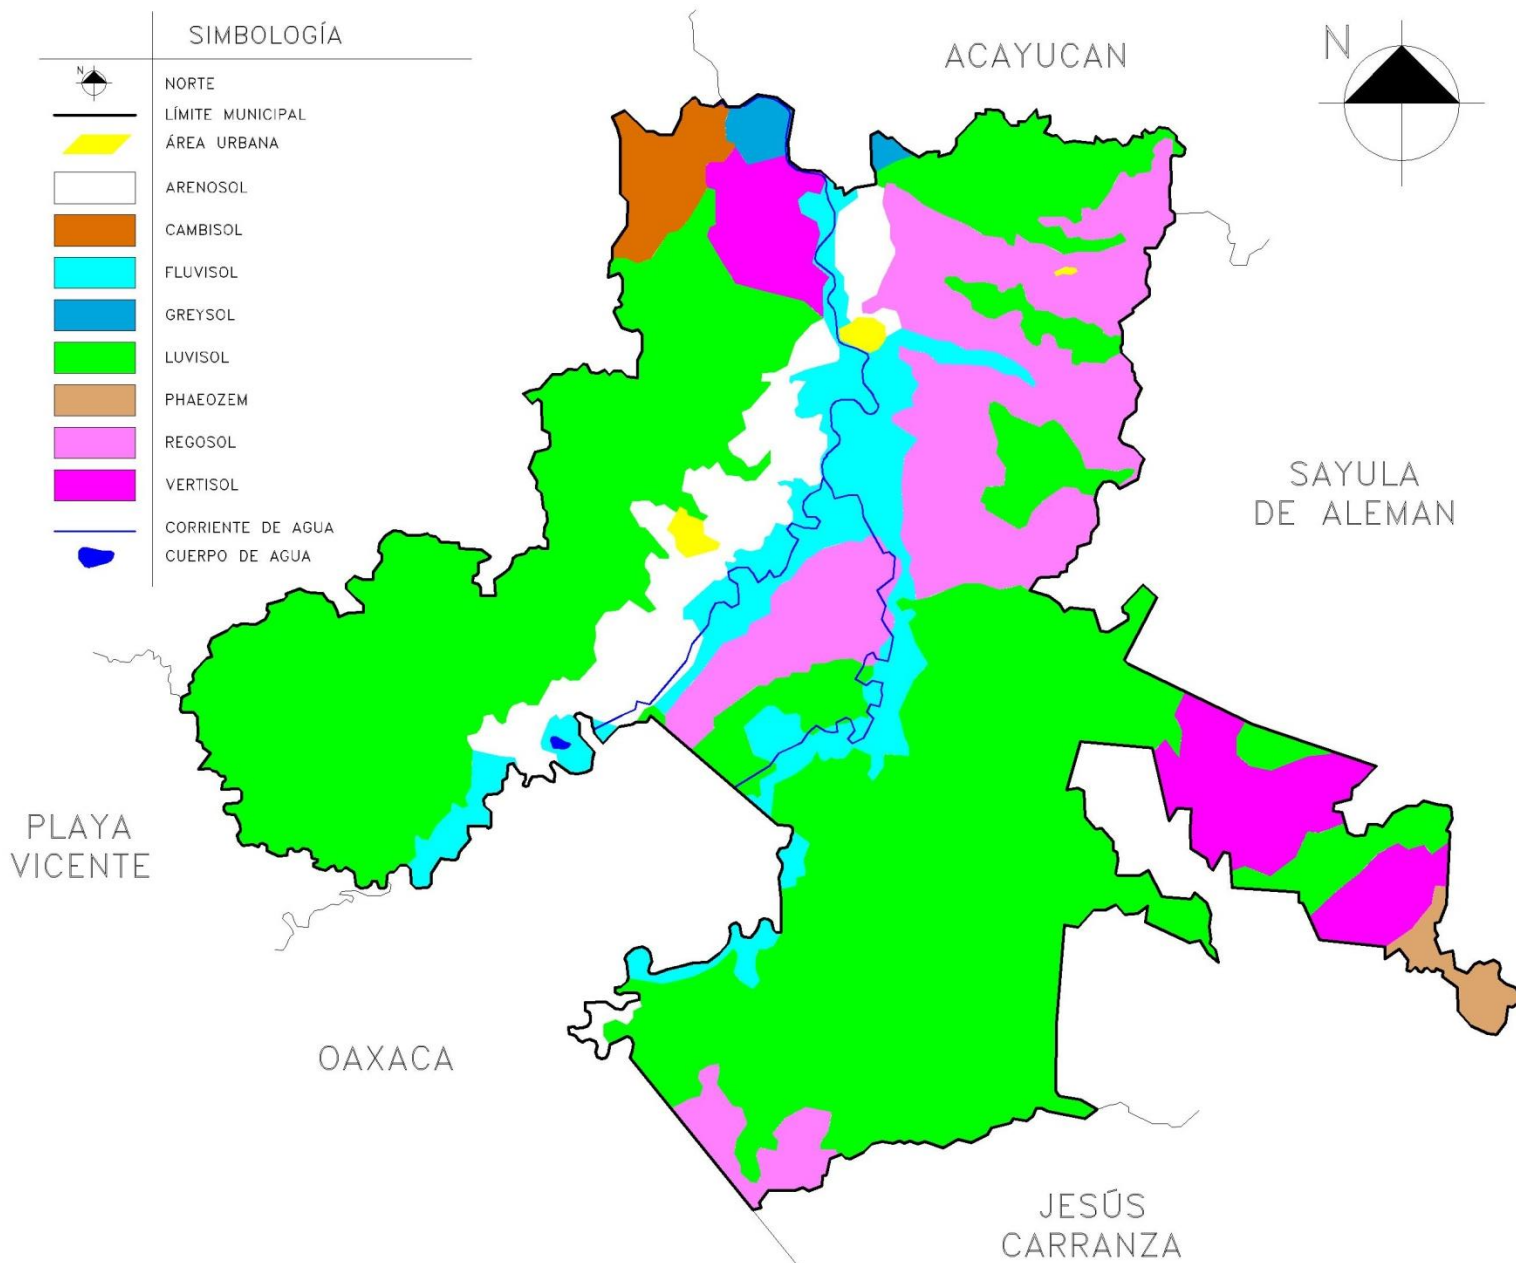 SIMBOLOGÍA
N
NORTE
LÍMITE MUNICIPAL
ÁREA URBANA
ARENOSOL
CAMBISOL
FLUVISOL
GREYSOL
LUVISOL
PHAEOZEM
REGOSOL
VERTISOL
CORRIENTE DE AGUA
CUERPO DE AGUA
ACAYUCAN
N
SAYULA
DE ALEMAN
PLAYA
VICENTE
OAXACA
JESÚS
CARRANZA